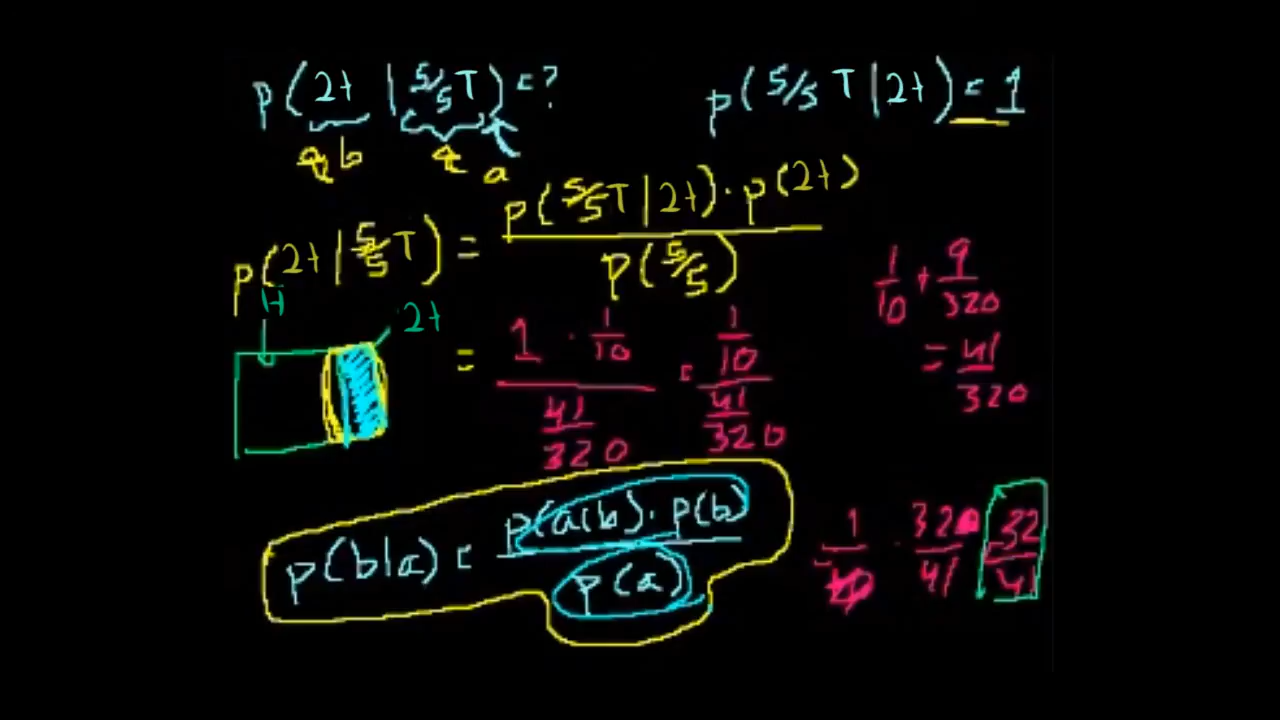 p(2t | 5/5 T) = ?
p(5/5 T | 2t) = 1
b a
p(2t | 5/5 T) = p(5/5 T | 2t) · p(2t) / p(5/5)
H 2t
= 1 · 1/10 / 41/320 = 1/10 / 41/320
1/10 + 9/320
= 41/320
p(b|a) = p(a|b) · p(b) / p(a)
1/10 · 320/41 = 32/41